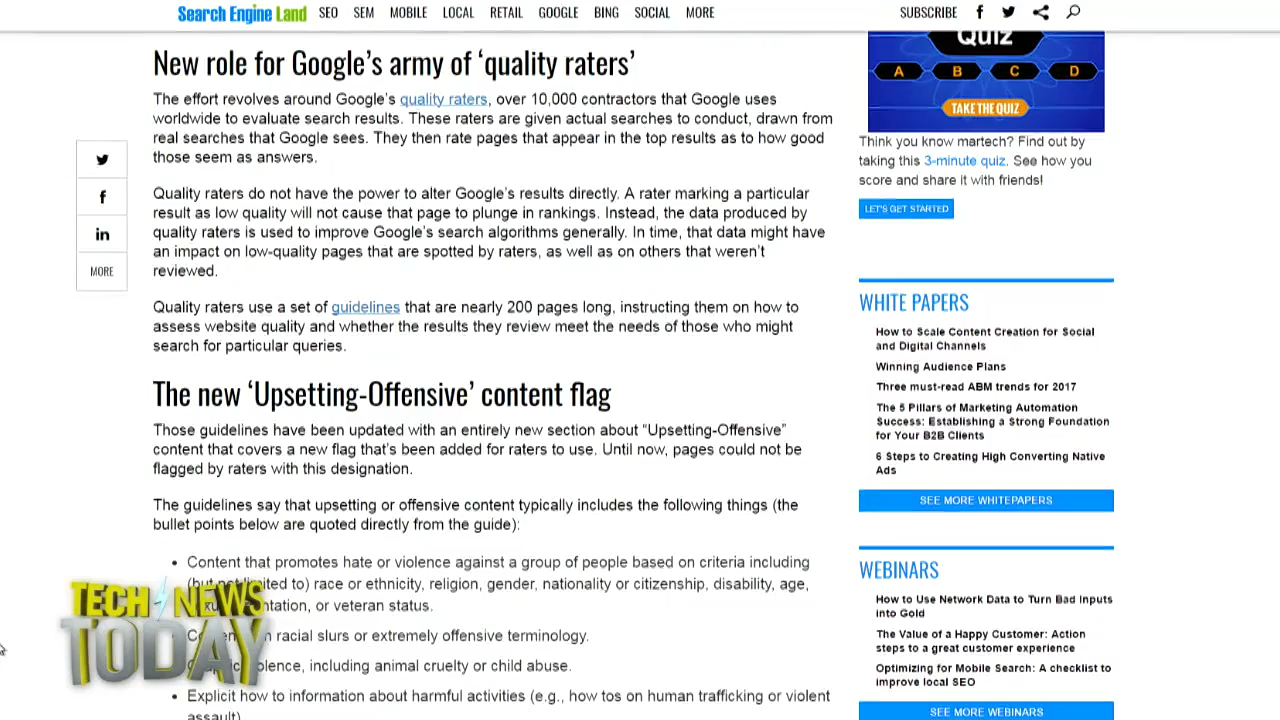 Search Engine Land SEO SEM MOBILE LOCAL RETAIL GOOGLE BING SOCIAL MORE SUBSCRIBE
New role for Google's army of ‘quality raters’
The effort revolves around Google's quality raters, over 10,000 contractors that Google uses
worldwide to evaluate search results. These raters are given actual searches to conduct, drawn from
real searches that Google sees. They then rate pages that appear in the top results as to how good
those seem as answers.
Quality raters do not have the power to alter Google's results directly. A rater marking a particular
result as low quality will not cause that page to plunge in rankings. Instead, the data produced by
quality raters is used to improve Google's search algorithms generally. In time, that data might have
an impact on low-quality pages that are spotted by raters, as well as on others that weren't
reviewed.
Quality raters use a set of guidelines that are nearly 200 pages long, instructing them on how to
assess website quality and whether the results they review meet the needs of those who might
search for particular queries.
The new ‘Upsetting-Offensive’ content flag
Those guidelines have been updated with an entirely new section about “Upsetting-Offensive”
content that covers a new flag that's been added for raters to use. Until now, pages could not be
flagged by raters with this designation.
The guidelines say that upsetting or offensive content typically includes the following things (the
bullet points below are quoted directly from the guide):
• Content that promotes hate or violence against a group of people based on criteria including
(but not limited to) race or ethnicity, religion, gender, nationality or citizenship, disability, age,
or veteran status.
racial slurs or extremely offensive terminology.
including animal cruelty or child abuse.
• Explicit how to information about harmful activities (e.g., how tos on human trafficking or violent
assault)
in
MORE
Quiz
A B C D
TAKE THE QUIZ
Think you know martech? Find out by
taking this 3-minute quiz. See how you
score and share it with friends!
LET'S GET STARTED
WHITE PAPERS
How to Scale Content Creation for Social
and Digital Channels
Winning Audience Plans
Three must-read ABM trends for 2017
The 5 Pillars of Marketing Automation
Success: Establishing a Strong Foundation
for Your B2B Clients
6 Steps to Creating High Converting Native
Ads
SEE MORE WHITEPAPERS
WEBINARS
How to Use Network Data to Turn Bad Inputs
into Gold
The Value of a Happy Customer: Action
steps to a great customer experience
Optimizing for Mobile Search: A checklist to
improve local SEO
SEE MORE WEBINARS
TECH NEWS
TODAY